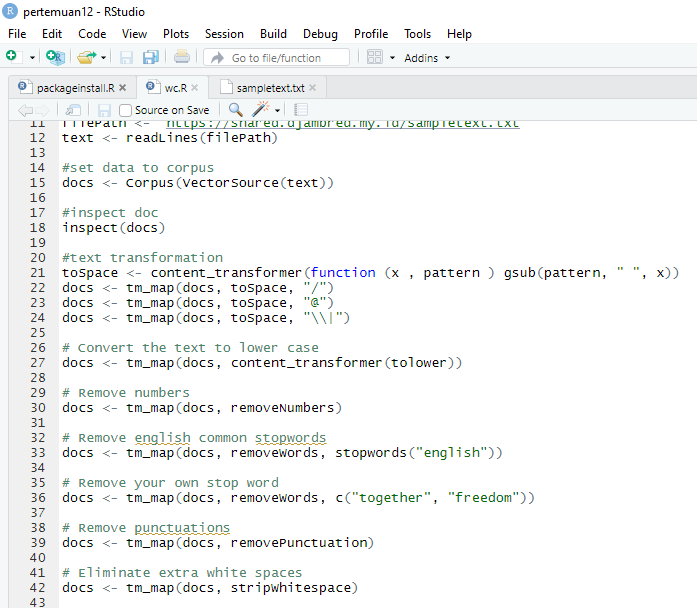 pertemuan12 - RStudio
File Edit Code View Plots Session Build Debug Profile Tools Help
Go to file/function Addins
packageinstall.R wc.R sampletext.txt
Source on Save
11 filePath <- "https://shared.djambred.my.id/sampletext.txt"
12 text <- readLines(filePath)
13
14 #set data to corpus
15 docs <- Corpus(VectorSource(text))
16
17 #inspect doc
18 inspect(docs)
19
20 #text transformation
21 toSpace <- content_transformer(function (x , pattern ) gsub(pattern, " ", x))
22 docs <- tm_map(docs, toSpace, "/")
23 docs <- tm_map(docs, toSpace, "@")
24 docs <- tm_map(docs, toSpace, "\\|")
25
26 # Convert the text to lower case
27 docs <- tm_map(docs, content_transformer(tolower))
28
29 # Remove numbers
30 docs <- tm_map(docs, removeNumbers)
31
32 # Remove english common stopwords
33 docs <- tm_map(docs, removeWords, stopwords("english"))
34
35 # Remove your own stop word
36 docs <- tm_map(docs, removeWords, c("together", "freedom"))
37
38 # Remove punctuations
39 docs <- tm_map(docs, removePunctuation)
40
41 # Eliminate extra white spaces
42 docs <- tm_map(docs, stripWhitespace)
43